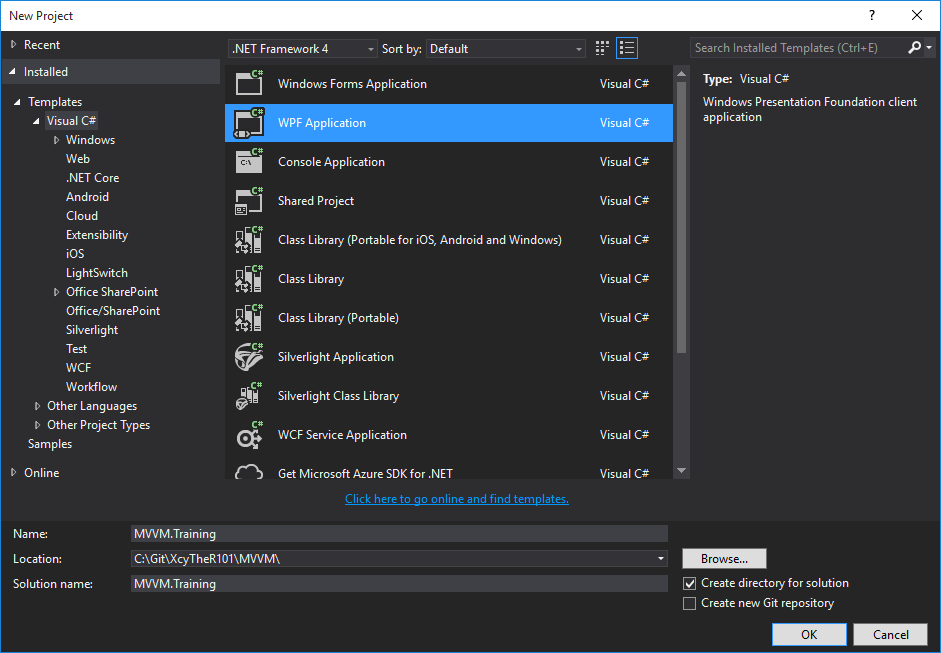 New Project
Recent
Installed
Templates
Visual C#
Windows
Web
.NET Core
Android
Cloud
Extensibility
iOS
LightSwitch
Office SharePoint
Office/SharePoint
Silverlight
Test
WCF
Workflow
Other Languages
Other Project Types
Samples
Online
.NET Framework 4 Sort by: Default
Windows Forms Application Visual C#
WPF Application Visual C#
Console Application Visual C#
Shared Project Visual C#
Class Library (Portable for iOS, Android and Windows) Visual C#
Class Library Visual C#
Class Library (Portable) Visual C#
Silverlight Application Visual C#
Silverlight Class Library Visual C#
WCF Service Application Visual C#
Get Microsoft Azure SDK for .NET Visual C#
Click here to go online and find templates.
Search Installed Templates (Ctrl+E)
Type: Visual C#
Windows Presentation Foundation client
application
Name: MVVM.Training
Location: C:\Git\XcyTheR101\MVVM\
Solution name: MVVM.Training
Browse...
Create directory for solution
Create new Git repository
OK Cancel